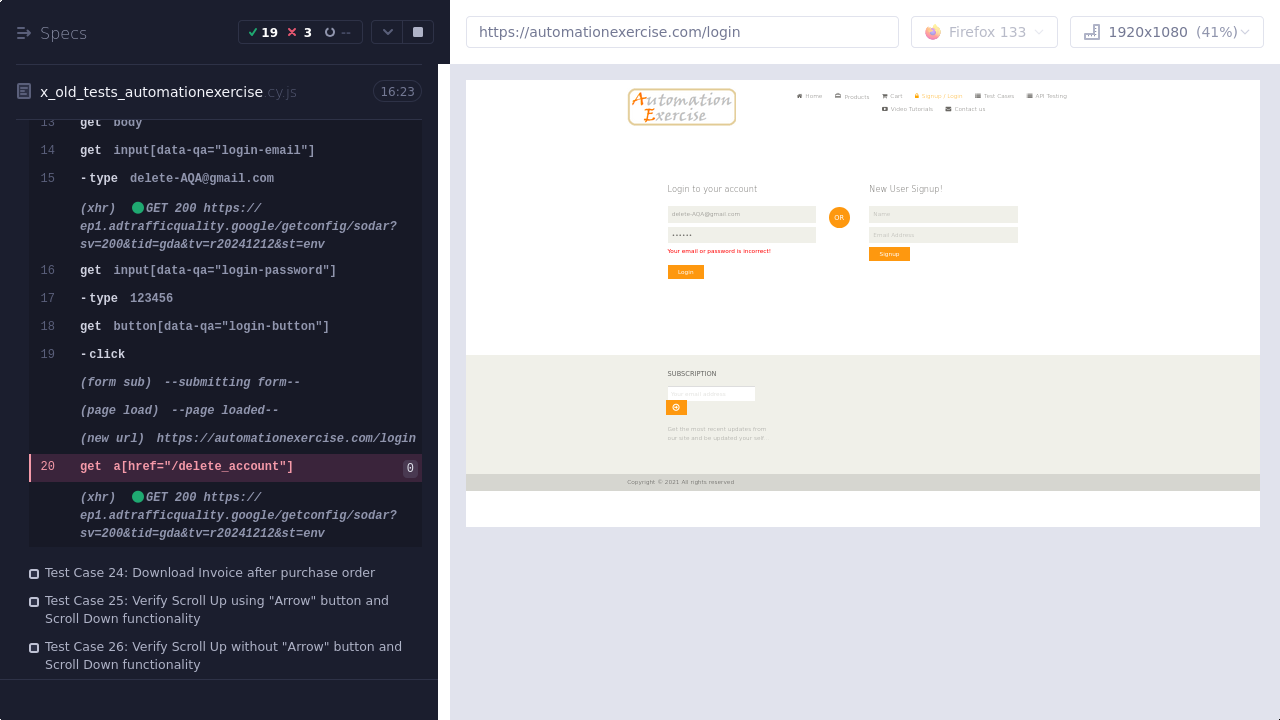 Specs
19
3
--
x_old_tests_automationexercise cy.js
16:23
13 get body
14 get input[data-qa="login-email"]
15 -type delete-AQA@gmail.com
(xhr) GET 200 https://
ep1.adtrafficquality.google/getconfig/sodar?
sv=200&tid=gda&tv=r20241212&st=env
16 get input[data-qa="login-password"]
17 -type 123456
18 get button[data-qa="login-button"]
19 -click
(form sub) --submitting form--
(page load) --page loaded--
(new url) https://automationexercise.com/login
20 get a[href="/delete_account"] 0
(xhr) GET 200 https://
ep1.adtrafficquality.google/getconfig/sodar?
sv=200&tid=gda&tv=r20241212&st=env
Test Case 24: Download Invoice after purchase order
Test Case 25: Verify Scroll Up using "Arrow" button and
Scroll Down functionality
Test Case 26: Verify Scroll Up without "Arrow" button and
Scroll Down functionality
https://automationexercise.com/login
Firefox 133
1920x1080 (41%)
Automation
Exercise
Home
Products
Cart
Signup / Login
Test Cases
API Testing
Video Tutorials
Contact us
Login to your account
delete-AQA@gmail.com
••••••
Your email or password is incorrect!
Login
OR
New User Signup!
Name
Email Address
Signup
SUBSCRIPTION
Your email address
Get the most recent updates from
our site and be updated your self
Copyright © 2021 All rights reserved